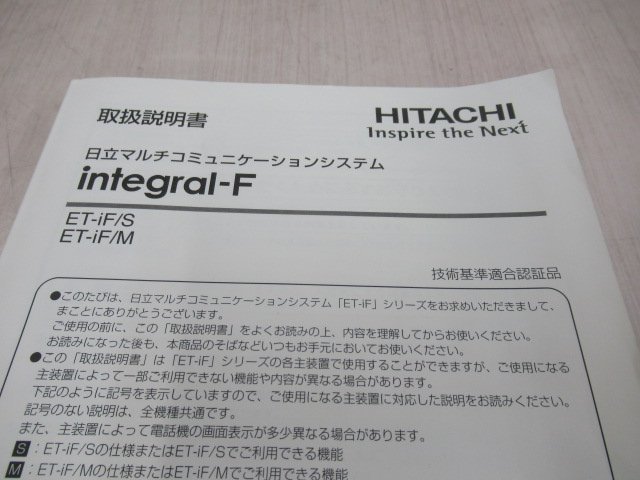 取扱説明書
HITACHI
Inspire the Next
日立マルチコミュニケーションシステム
integral-F
ET-iF/S
ET-iF/M
技術基準適合認証品
●このたびは、日立マルチコミュニケーションシステム「ET-iF」シリーズをお求めいただきまして、
まことにありがとうございます。
ご使用の前に、この「取扱説明書」をよくお読みの上、内容を理解してからお使いください。
お読みになった後も、本商品のそばなどいつもお手元においてお使いください。
●この「取扱説明書」は「ET-iF」シリーズの各主装置で使用することができますが、ご使用になる
主装置によって一部ご利用できない機能や内容が異なる場合があります。
下記のように記号を表示していますので、ご使用になる主装置に対応した説明をお読みください。
記号のない説明は、全機種共通です。
また、主装置によって電話機の画面表示が多少異なる場合があります。
S：ET-iF/Sの仕様またはET-iF/Sでご利用できる機能
M：ET-iF/Mの仕様またはET-iF/Mでご利用できる機能